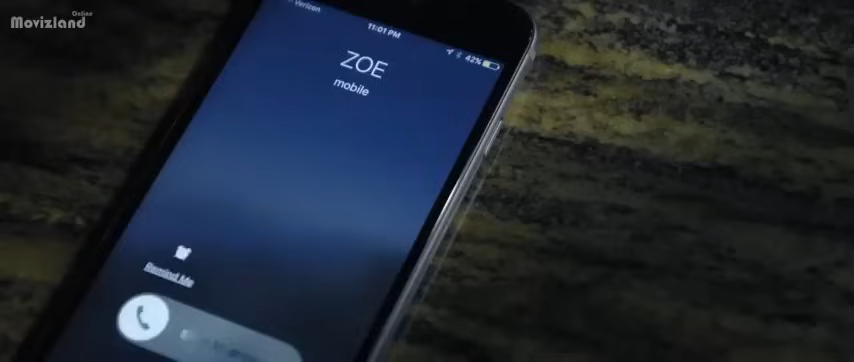 Online
Movizland
Verizon
11:01 PM
42%
ZOE
mobile
Remind Me